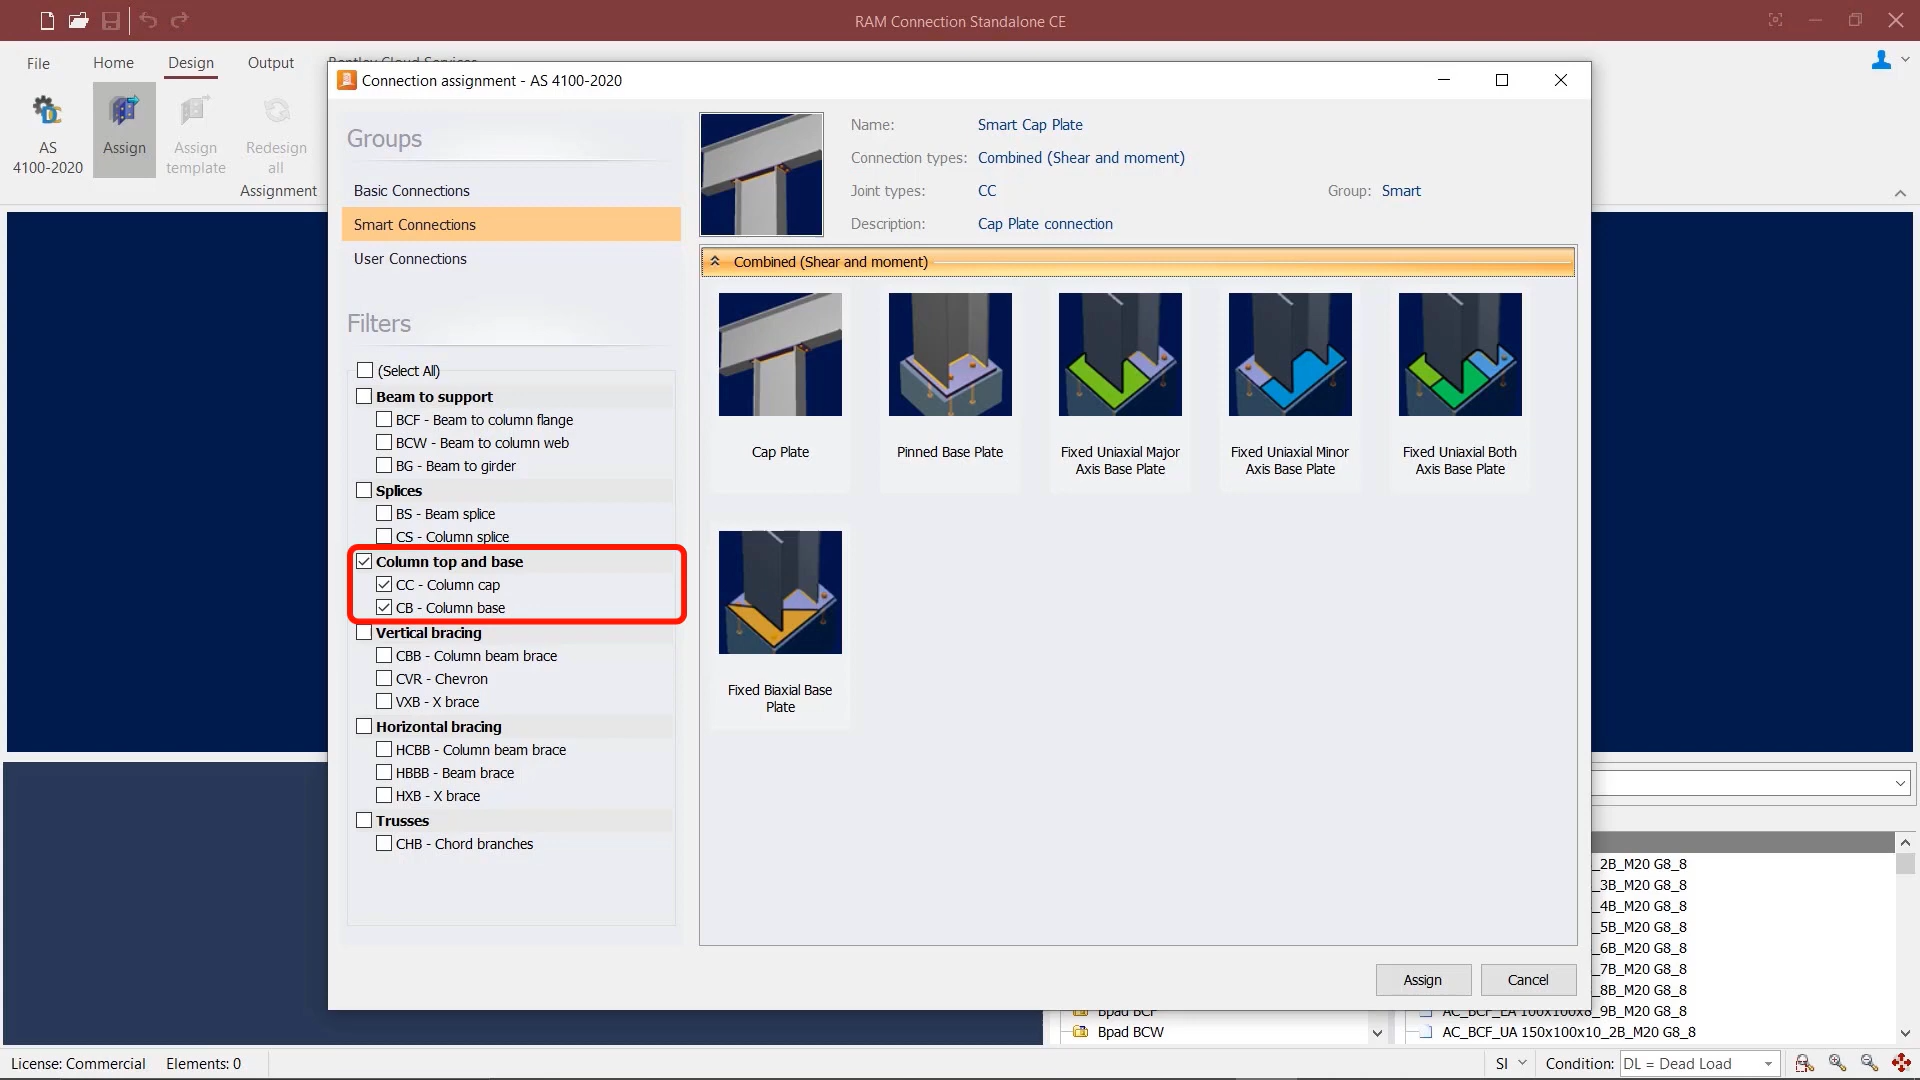 RAM Connection Standalone CE
File
Home
Design
Output
AS
4100-2020
Assign
Assign
template
Redesign
all
Assignment
Connection assignment - AS 4100-2020
Groups
Basic Connections
Smart Connections
User Connections
Filters
(Select All)
Beam to support
BCF - Beam to column flange
BCW - Beam to column web
BG - Beam to girder
Splices
BS - Beam splice
CS - Column splice
Column top and base
CC - Column cap
CB - Column base
Vertical bracing
CBB - Column beam brace
CVR - Chevron
VXB - X brace
Horizontal bracing
HCBB - Column beam brace
HBBB - Beam brace
HXB - X brace
Trusses
CHB - Chord branches
Name: Smart Cap Plate
Connection types: Combined (Shear and moment)
Joint types: CC Group: Smart
Description: Cap Plate connection
Combined (Shear and moment)
Cap Plate
Pinned Base Plate
Fixed Uniaxial Major
Axis Base Plate
Fixed Uniaxial Minor
Axis Base Plate
Fixed Uniaxial Both
Axis Base Plate
Fixed Biaxial Base
Plate
Assign
Cancel
_2B_M20 G8_8
_3B_M20 G8_8
_4B_M20 G8_8
_5B_M20 G8_8
_6B_M20 G8_8
_7B_M20 G8_8
_8B_M20 G8_8
Bpad BCF
AC_BCF_EA 100x100x8_9B_M20 G8_8
Bpad BCW
AC_BCF_UA 150x100x10_2B_M20 G8_8
License: Commercial
Elements: 0
SI
Condition: DL = Dead Load